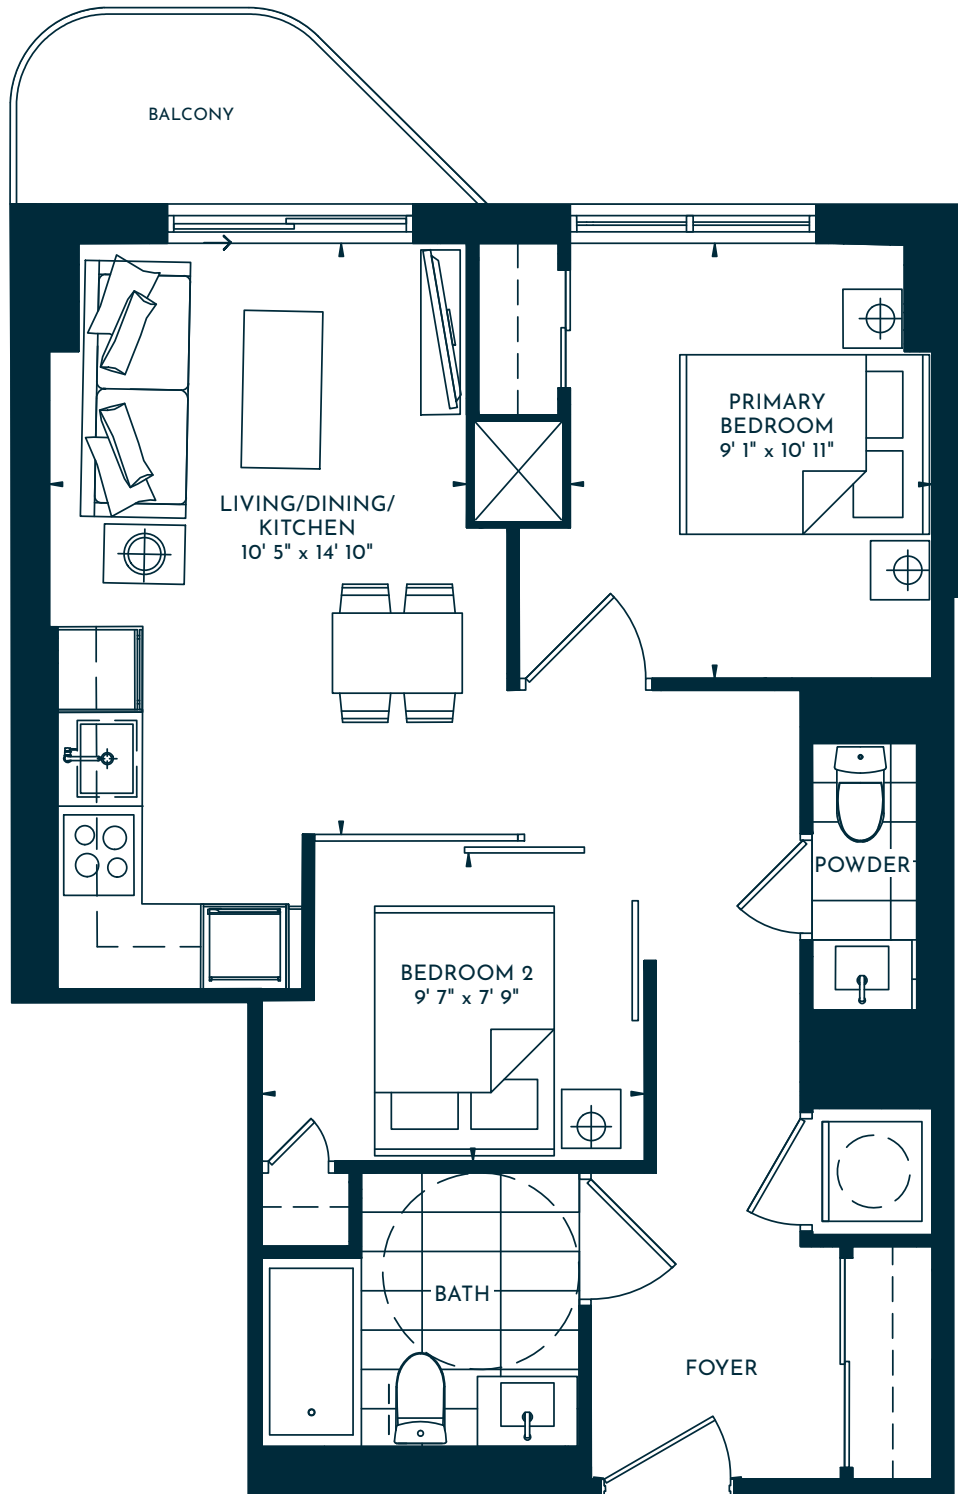 BALCONY
PRIMARY
BEDROOM
9' 1" x 10' 11"
LIVING/DINING/
KITCHEN
10' 5" x 14' 10"
POWDER
BEDROOM 2
9' 7" x 7' 9"
BATH
FOYER